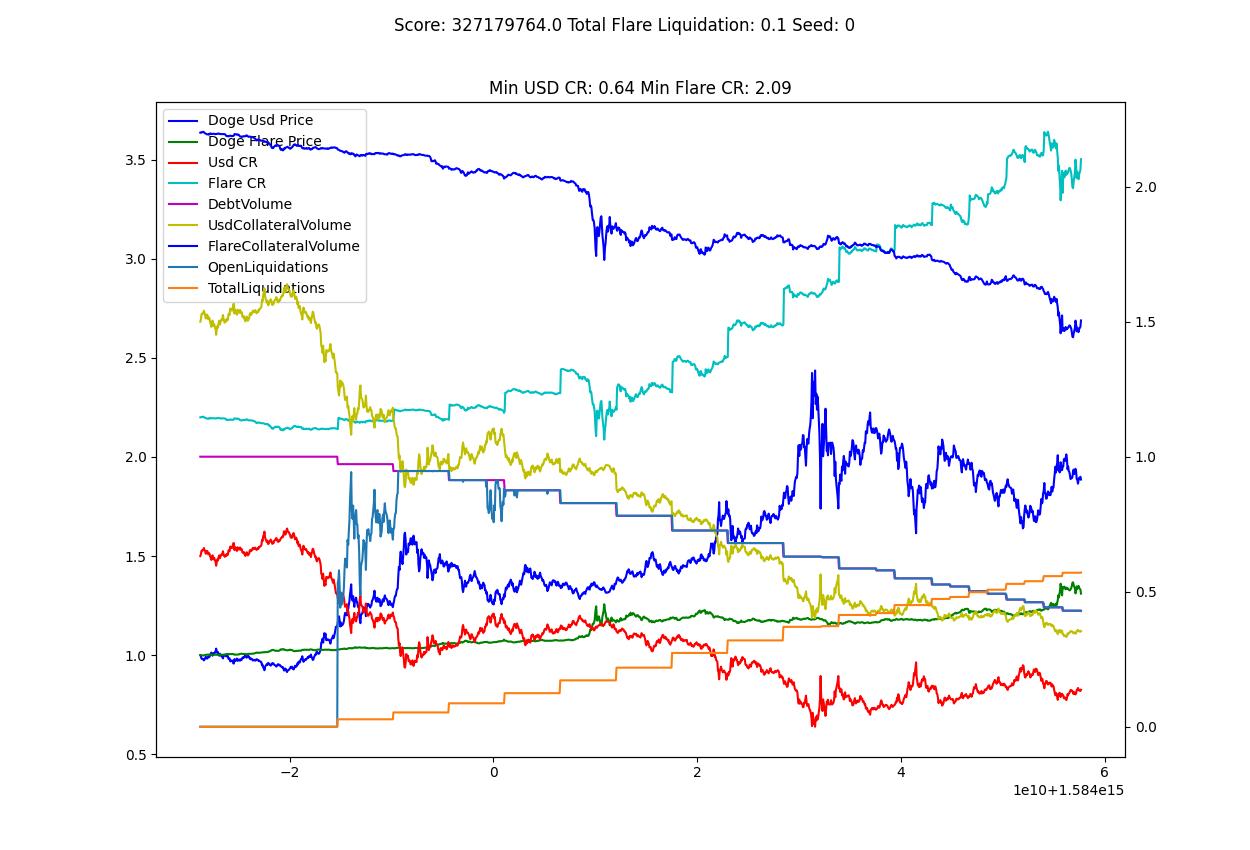 Score: 327179764.0 Total Flare Liquidation: 0.1 Seed: 0
Min USD CR: 0.64 Min Flare CR: 2.09
Doge Usd Price
Doge Flare Price
Usd CR
Flare CR
DebtVolume
UsdCollateralVolume
FlareCollateralVolume
OpenLiquidations
TotalLiquidations
3.5
3.0
2.5
2.0
1.5
1.0
0.5
2.0
1.5
1.0
0.5
0.0
−2
0
2
4
6
1e10+1.584e15